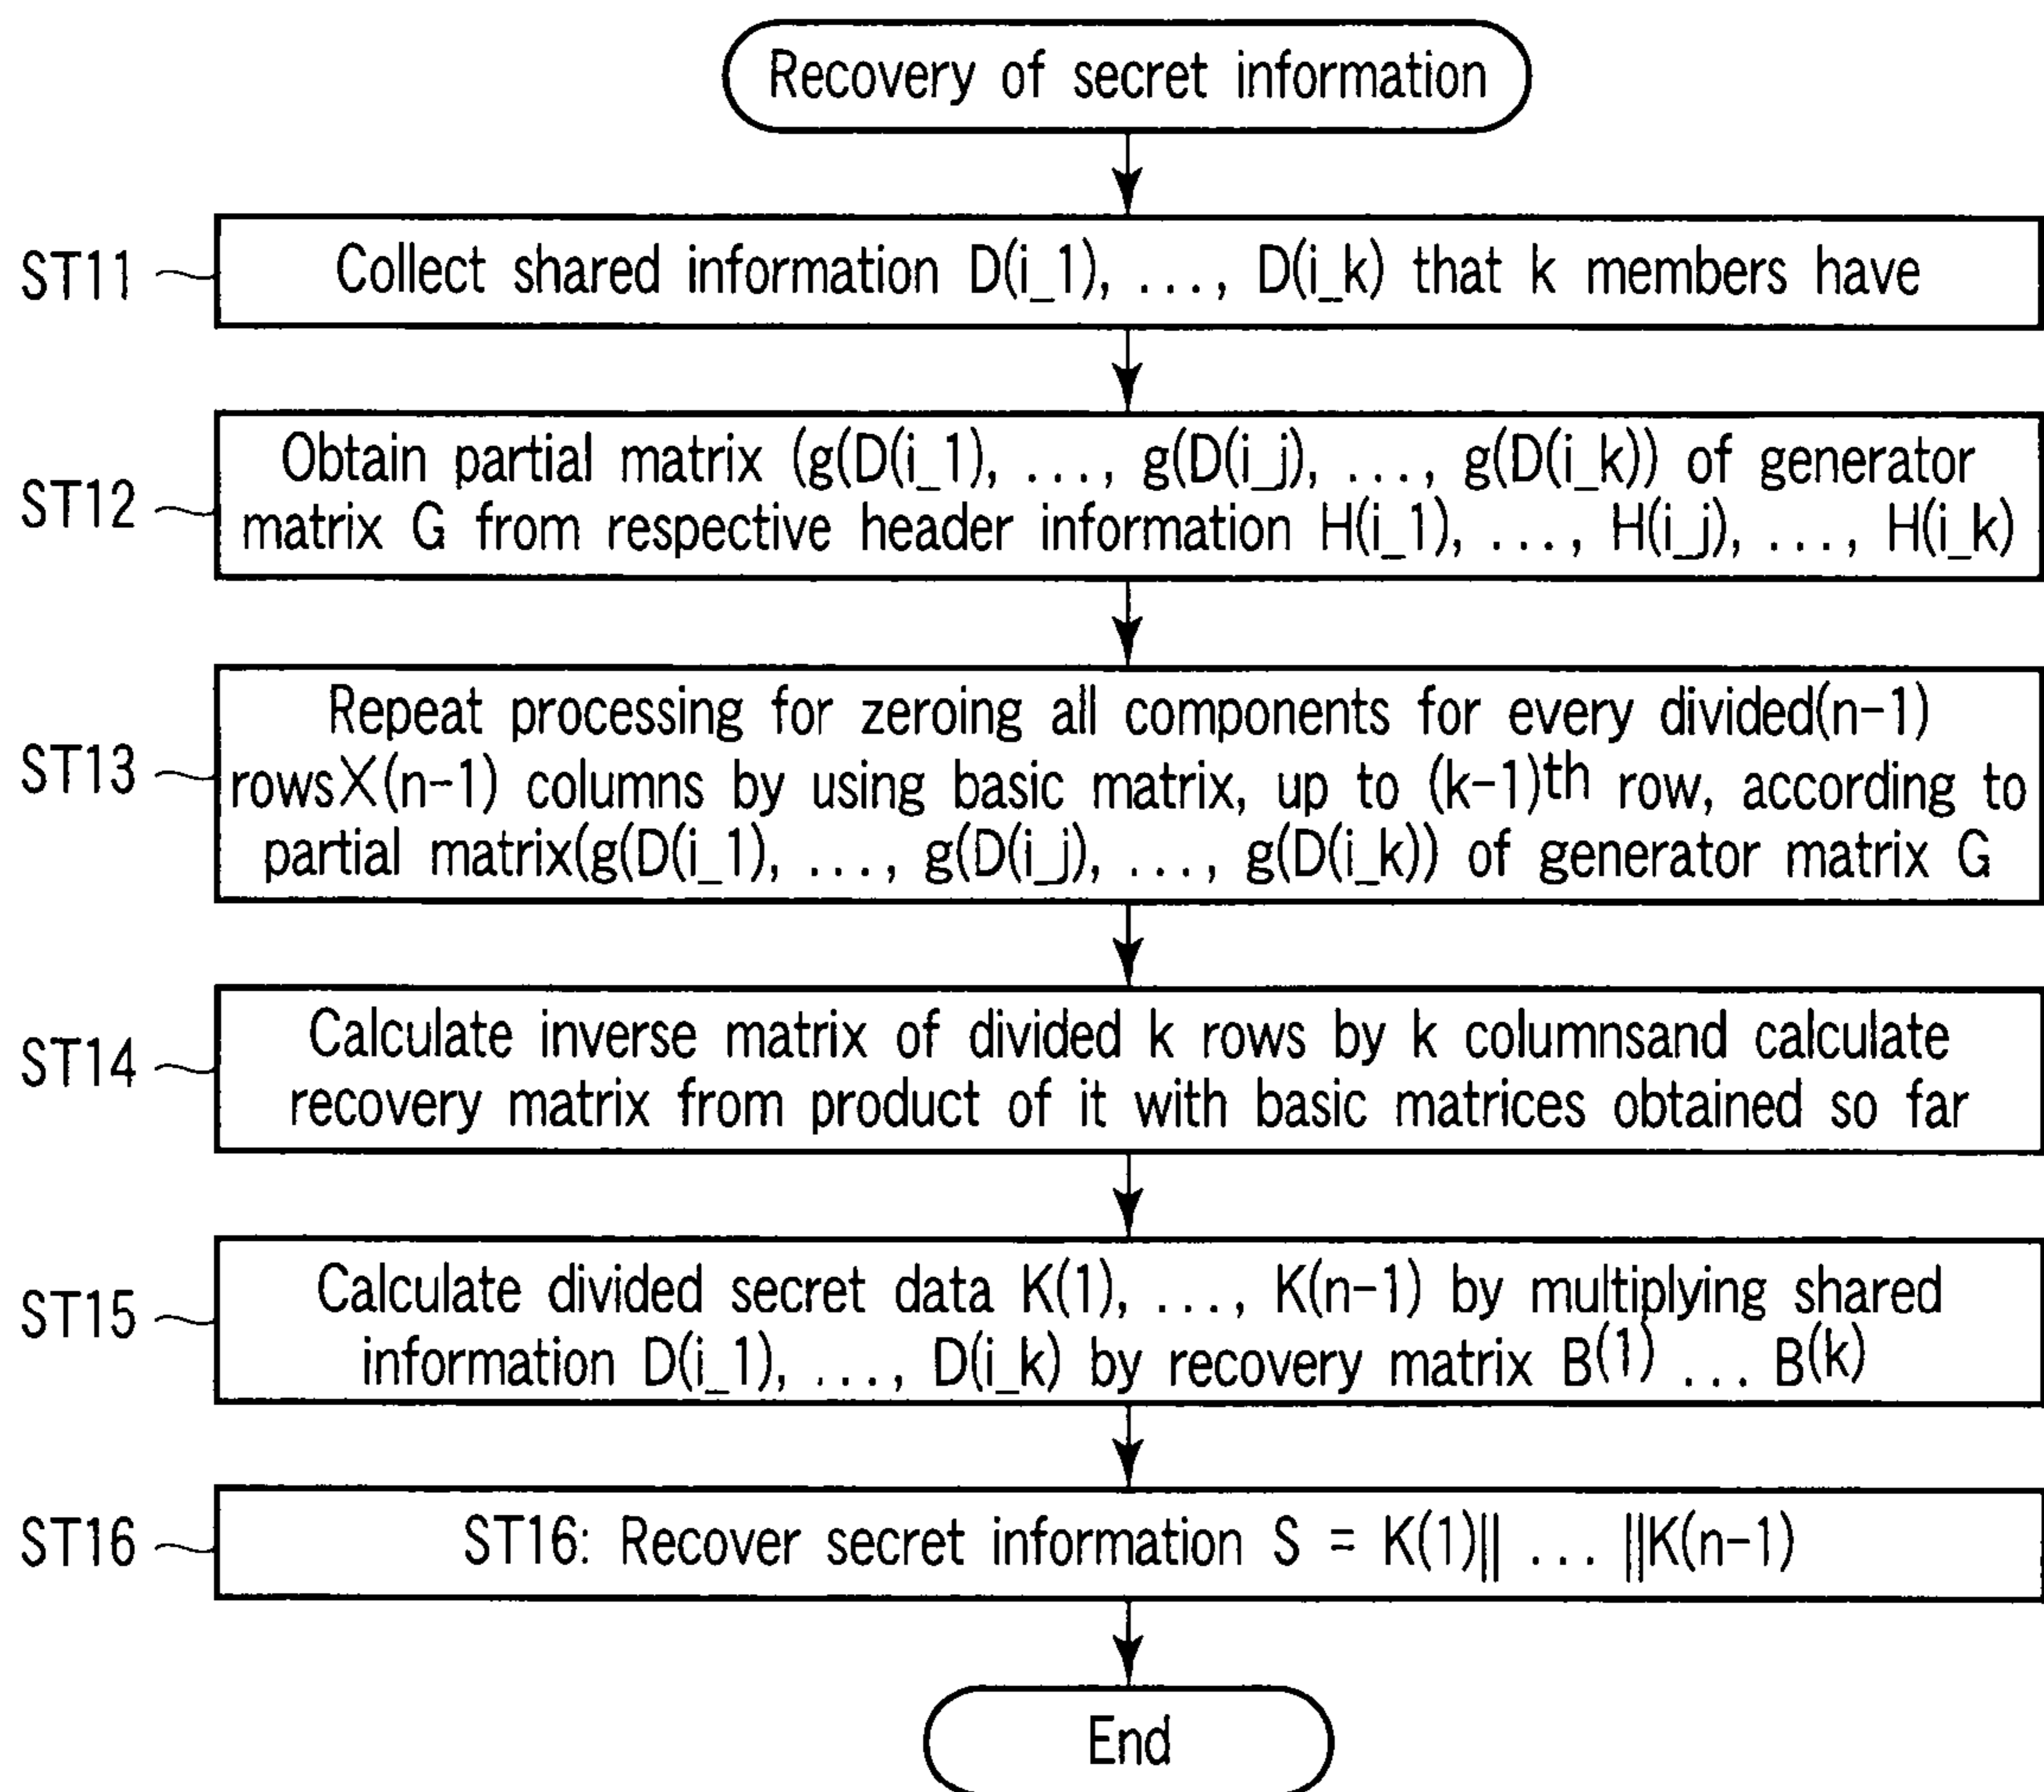 Recovery of secret information
ST11
Collect shared information D(i_1), ..., D(i_k) that k members have
ST12
Obtain partial matrix (g(D(i_1), ..., g(D(i_j), ..., g(D(i_k)) of generator
matrix G from respective header information H(i_1), ..., H(i_j), ..., H(i_k)
ST13
Repeat processing for zeroing all components for every divided(n-1)
rows×(n-1) columns by using basic matrix, up to (k-1)th row, according to
partial matrix(g(D(i_1), ..., g(D(i_j), ..., g(D(i_k)) of generator matrix G
ST14
Calculate inverse matrix of divided k rows by k columnsand calculate
recovery matrix from product of it with basic matrices obtained so far
ST15
Calculate divided secret data K(1), ..., K(n-1) by multiplying shared
information D(i_1), ..., D(i_k) by recovery matrix B(1) ... B(k)
ST16
ST16: Recover secret information S = K(1)|| ... ||K(n-1)
End